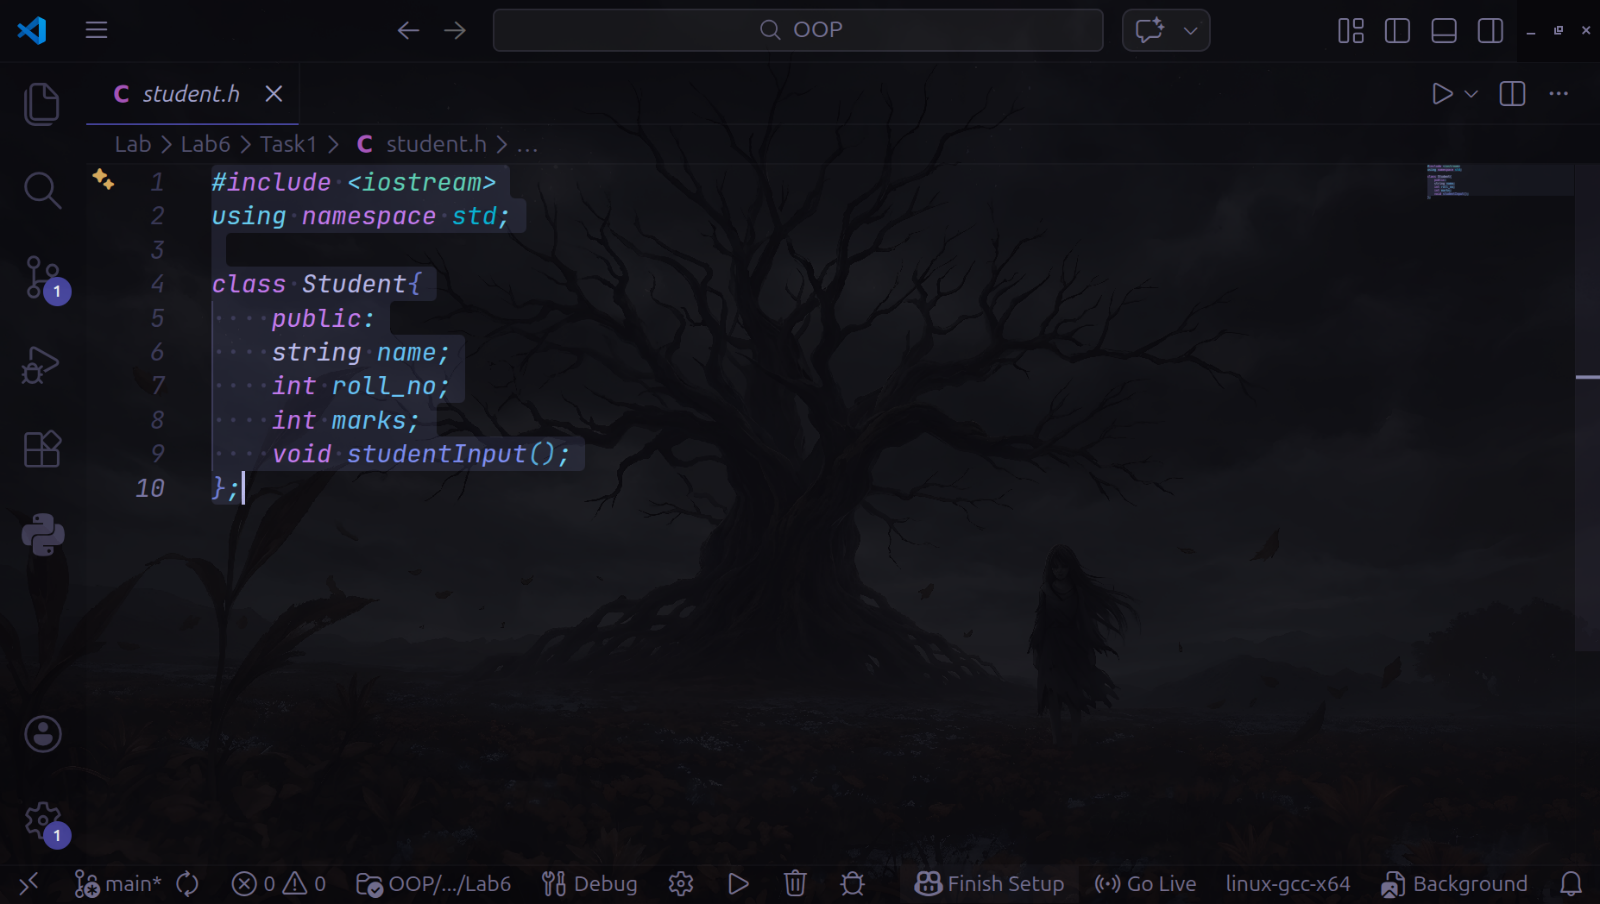 OOP
student.h
Lab > Lab6 > Task1 > C student.h > ...
1 #include <iostream>
2 using namespace std;
3
4 class Student{
5 public:
6 string name;
7 int roll_no;
8 int marks;
9 void studentInput();
10 };
1
1
main* 0 0 OOP/.../Lab6 Debug Finish Setup Go Live linux-gcc-x64 Background